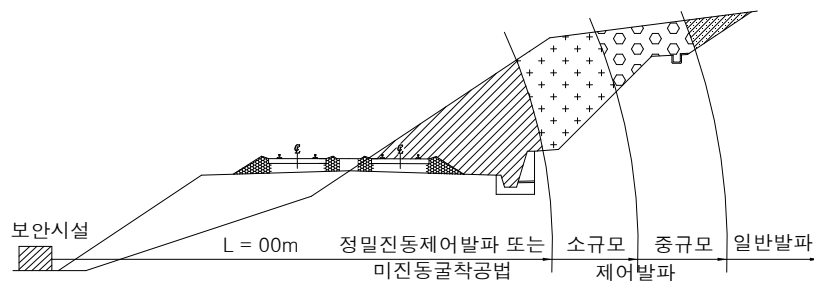 보안시설
L = 00m
정밀진동제어발파 또는
미진동굴착공법
소규모
중규모
제어발파
일반발파